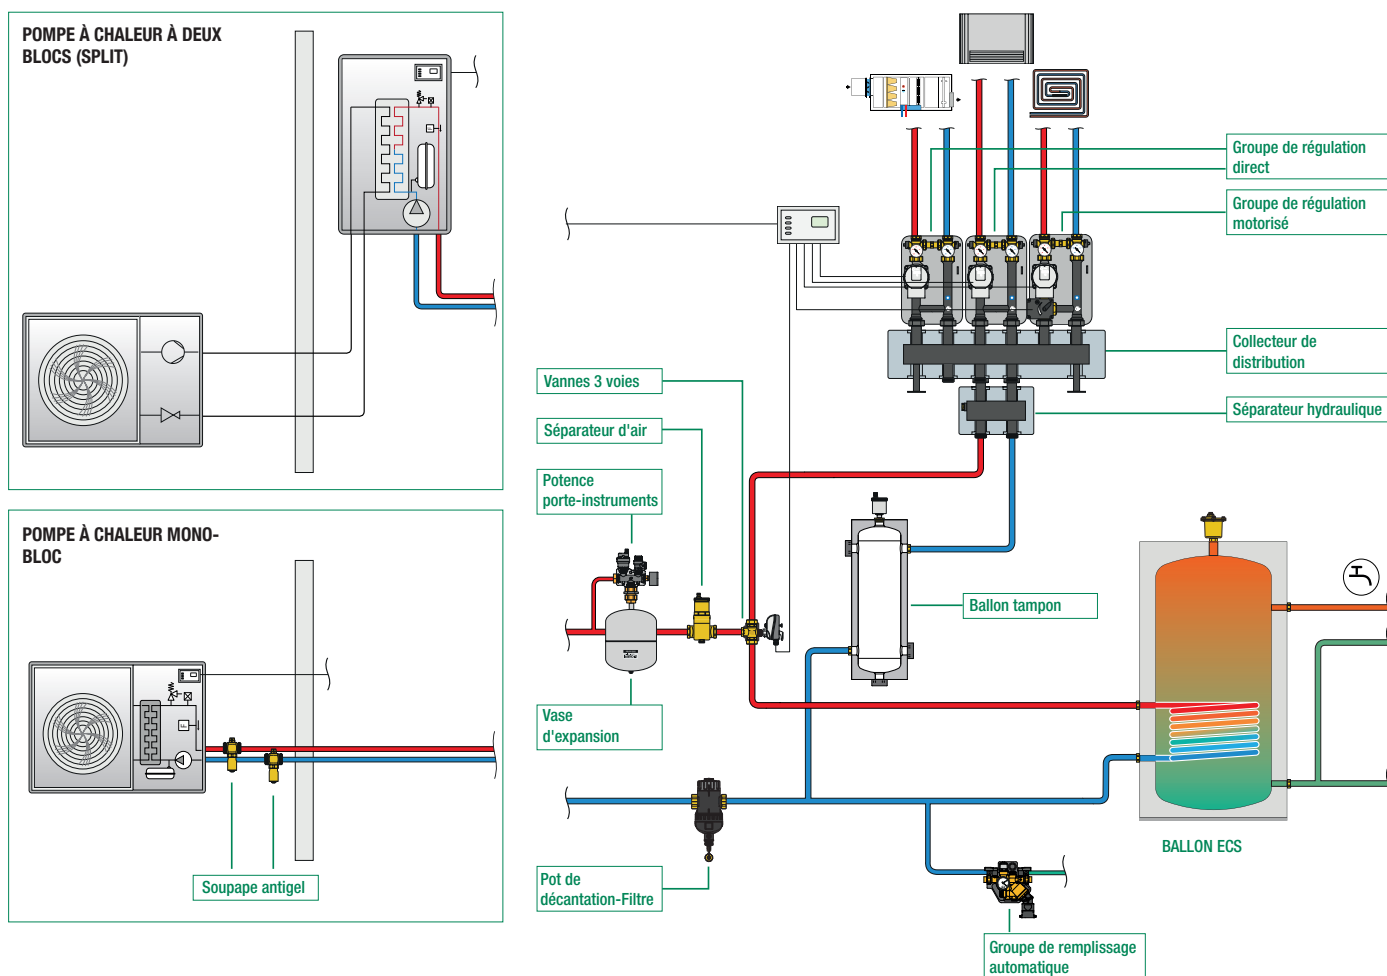 POMPE À CHALEUR À DEUX
BLOCS (SPLIT)
POMPE À CHALEUR MONO-
BLOC
Soupape antigel
Groupe de régulation
direct
Groupe de régulation
motorisé
Collecteur de
distribution
Séparateur hydraulique
Vannes 3 voies
Séparateur d'air
Potence
porte-instruments
Ballon tampon
Vase
d'expansion
Pot de
décantation-Filtre
BALLON ECS
Groupe de remplissage
automatique